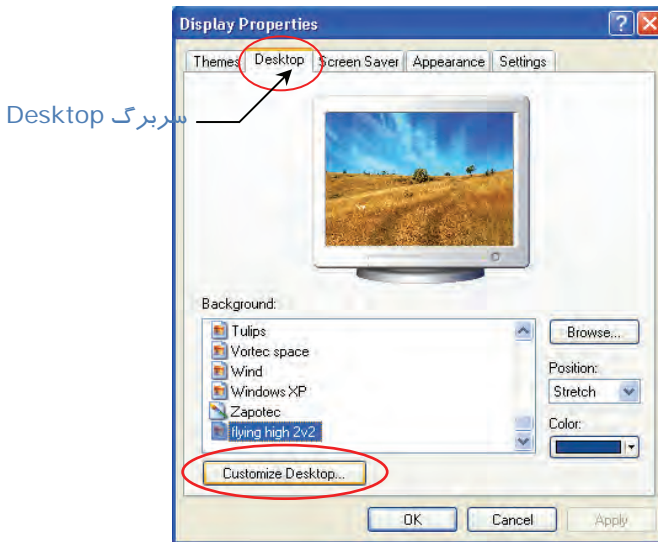 Display Properties
Themes Desktop Screen Saver Appearance Settings
سربرگ Desktop
Background:
Tulips
Vortec space
Wind
Windows XP
Zapotec
flying high 2v2
Browse...
Position:
Stretch
Color:
Customize Desktop...
OK Cancel Apply